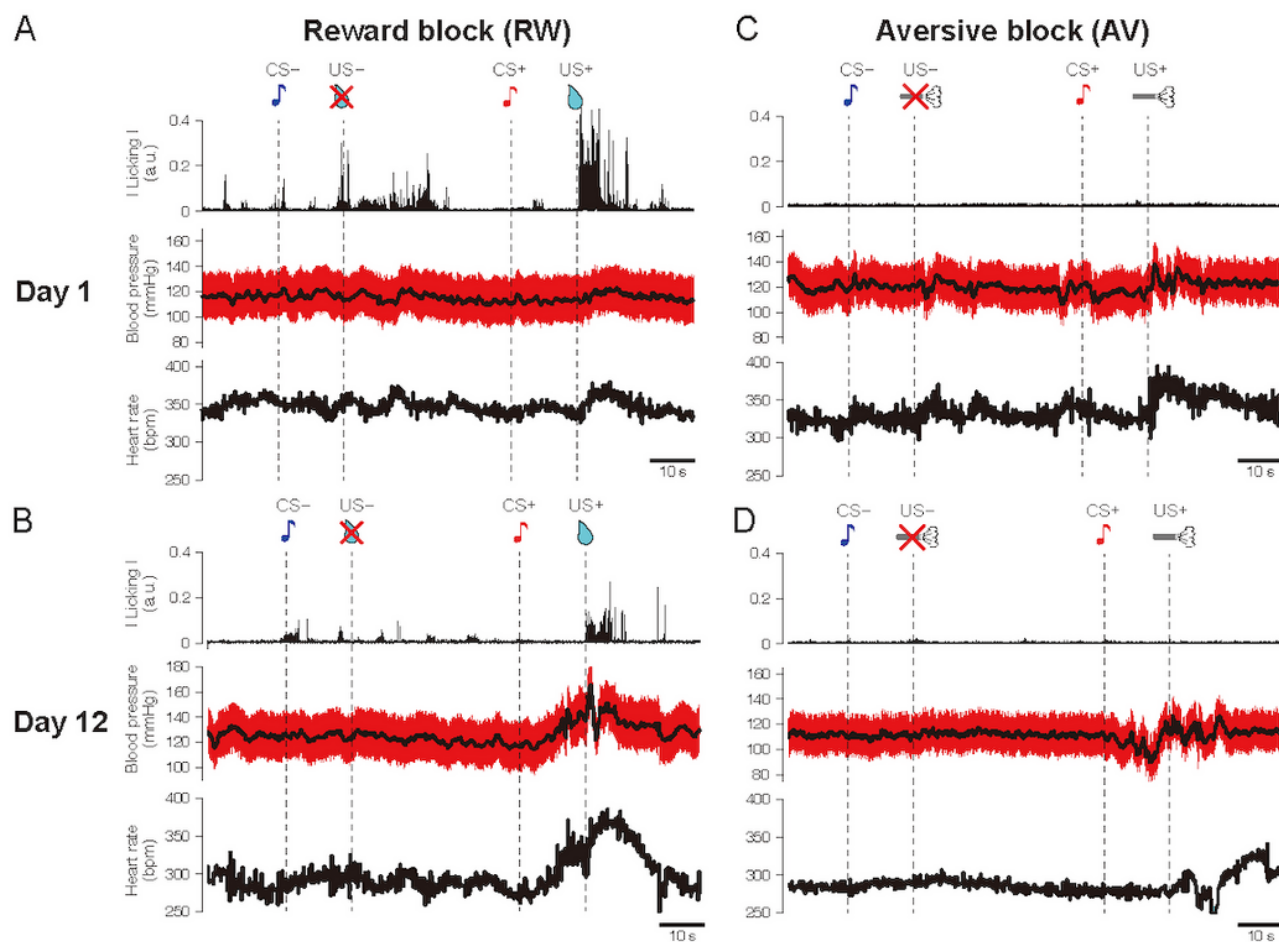 A
Reward block (RW)
C
Aversive block (AV)
CS−
US−
CS+
US+
CS−
US−
CS+
US+
Day 1
I Licking I
(a.u.)
0.4
0.2
0
0.4
0.2
0
Blood pressure
(mmHg)
160
140
120
100
80
160
140
120
100
80
Heart rate
(bpm)
400
350
300
250
400
350
300
250
10 s
10 s
B
D
CS−
US−
CS+
US+
CS−
US−
CS+
US+
Day 12
I Licking I
(a.u.)
0.4
0.2
0
0.4
0.2
0
Blood pressure
(mmHg)
180
160
140
120
100
160
140
120
100
80
Heart rate
(bpm)
400
350
300
250
400
350
300
250
10 s
10 s